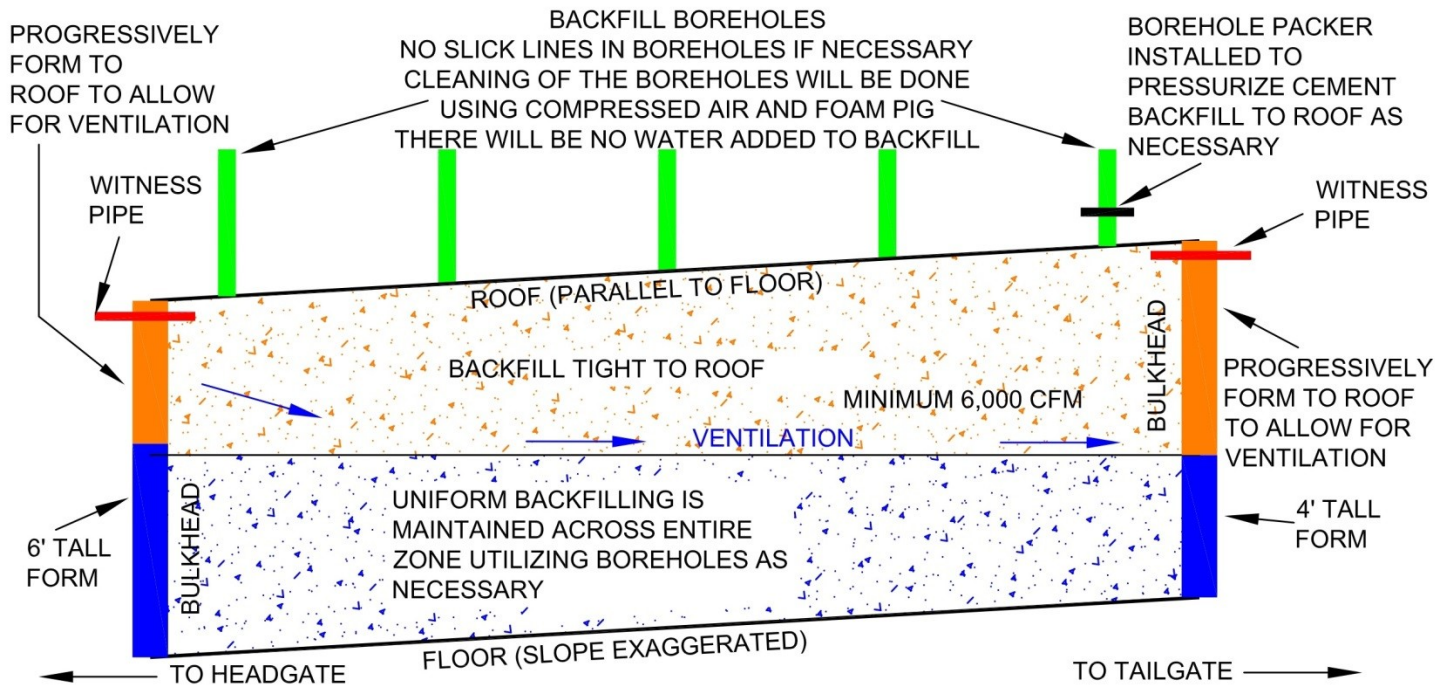 PROGRESSIVELY
FORM TO
ROOF TO ALLOW
FOR VENTILATION
BACKFILL BOREHOLES
NO SLICK LINES IN BOREHOLES IF NECESSARY
CLEANING OF THE BOREHOLES WILL BE DONE
USING COMPRESSED AIR AND FOAM PIG
THERE WILL BE NO WATER ADDED TO BACKFILL
BOREHOLE PACKER
INSTALLED TO
PRESSURIZE CEMENT
BACKFILL TO ROOF AS
NECESSARY
WITNESS
PIPE
WITNESS
PIPE
ROOF (PARALLEL TO FLOOR)
BACKFILL TIGHT TO ROOF
MINIMUM 6,000 CFM
VENTILATION
BULKHEAD
PROGRESSIVELY
FORM TO ROOF
TO ALLOW FOR
VENTILATION
6' TALL
FORM
BULKHEAD
UNIFORM BACKFILLING IS
MAINTAINED ACROSS ENTIRE
ZONE UTILIZING BOREHOLES AS
NECESSARY
4' TALL
FORM
FLOOR (SLOPE EXAGGERATED)
TO HEADGATE
TO TAILGATE